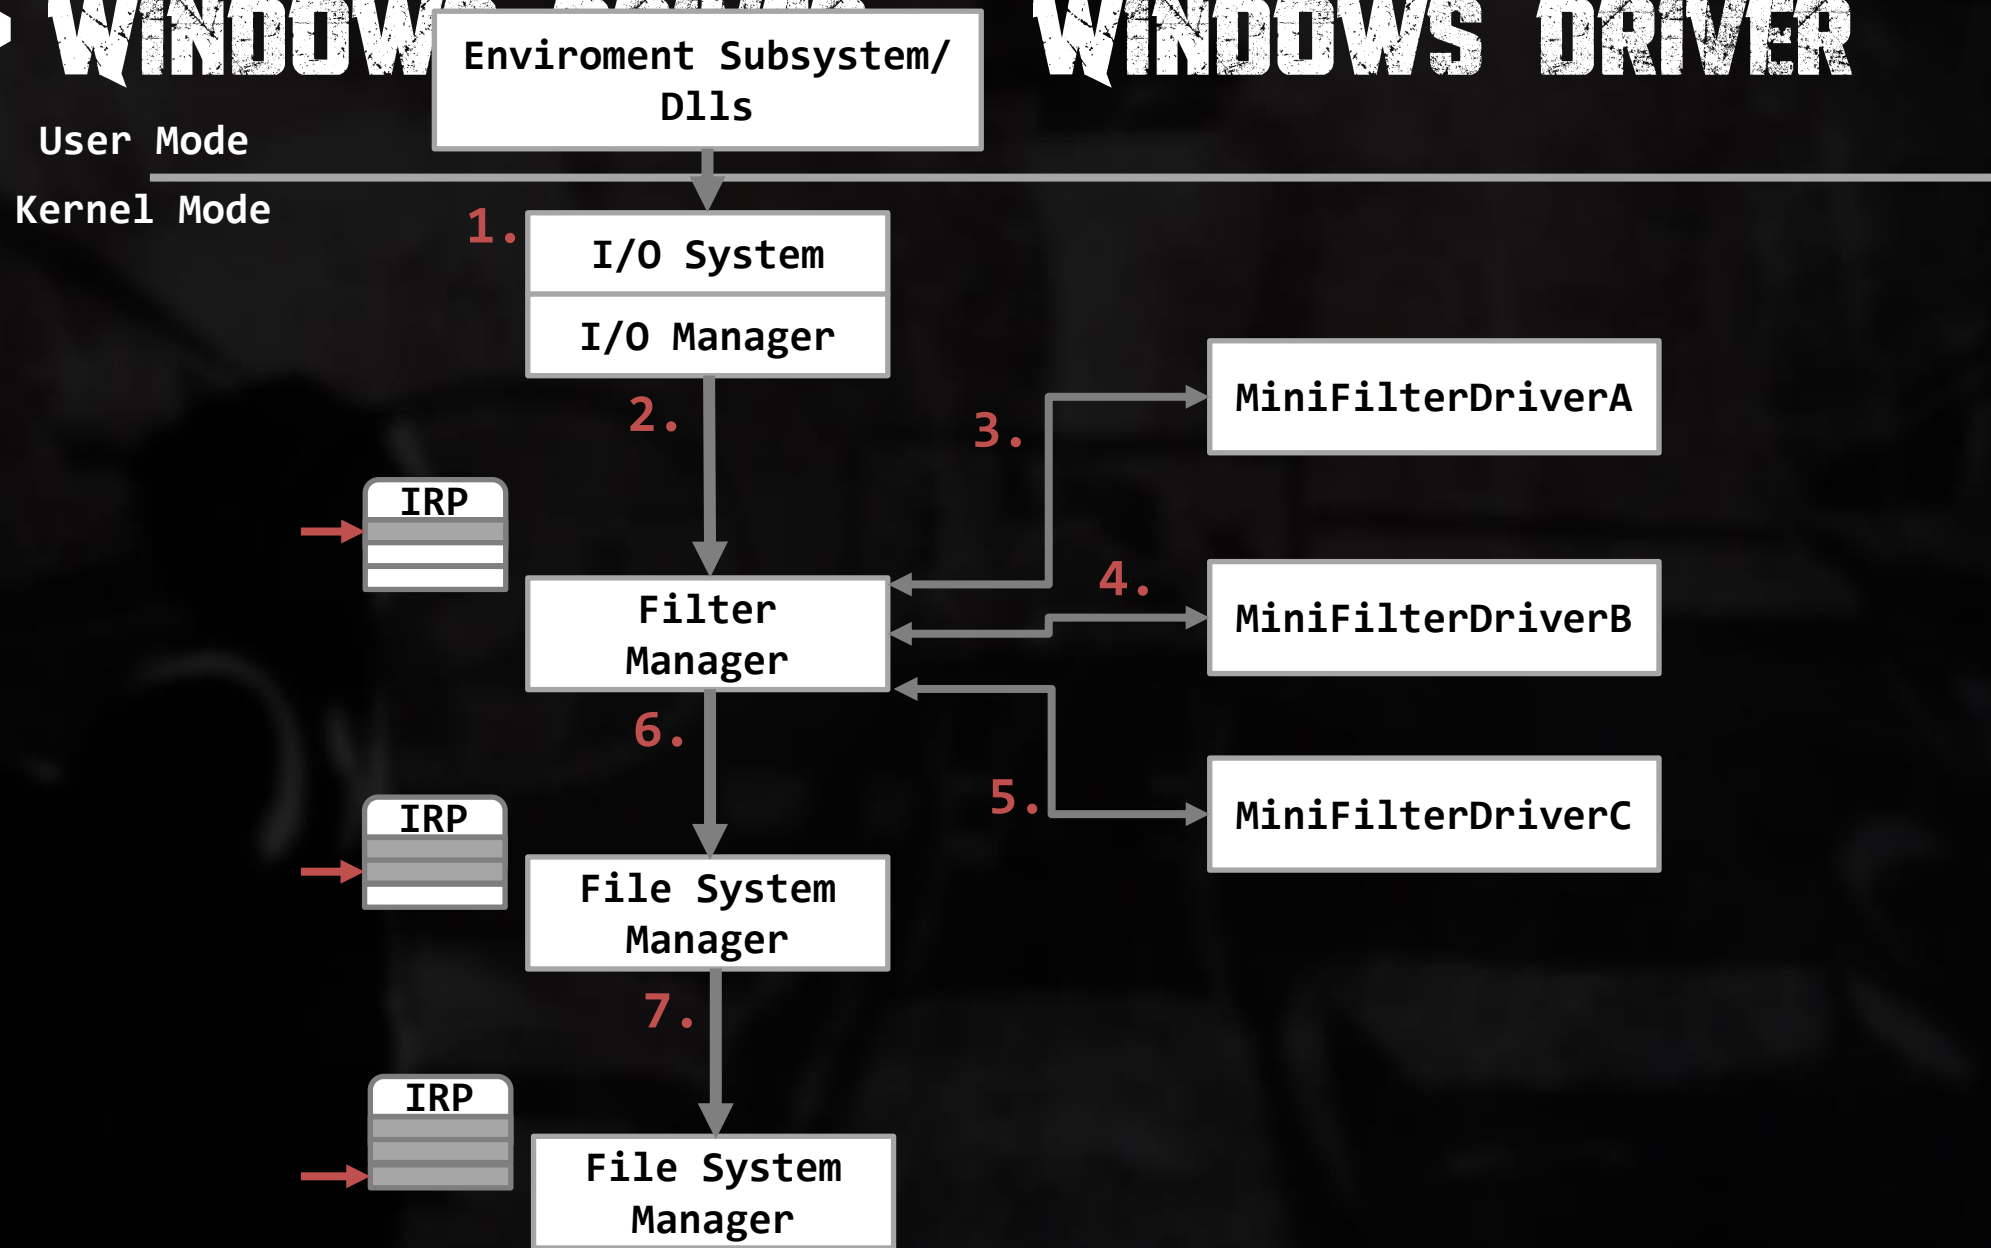 WINDOWS DRIVER
Enviroment Subsystem/
Dlls
User Mode
Kernel Mode
1.
I/O System
I/O Manager
2.
3.
MiniFilterDriverA
IRP
4.
Filter
Manager
MiniFilterDriverB
6.
5.
MiniFilterDriverC
IRP
File System
Manager
7.
IRP
File System
Manager